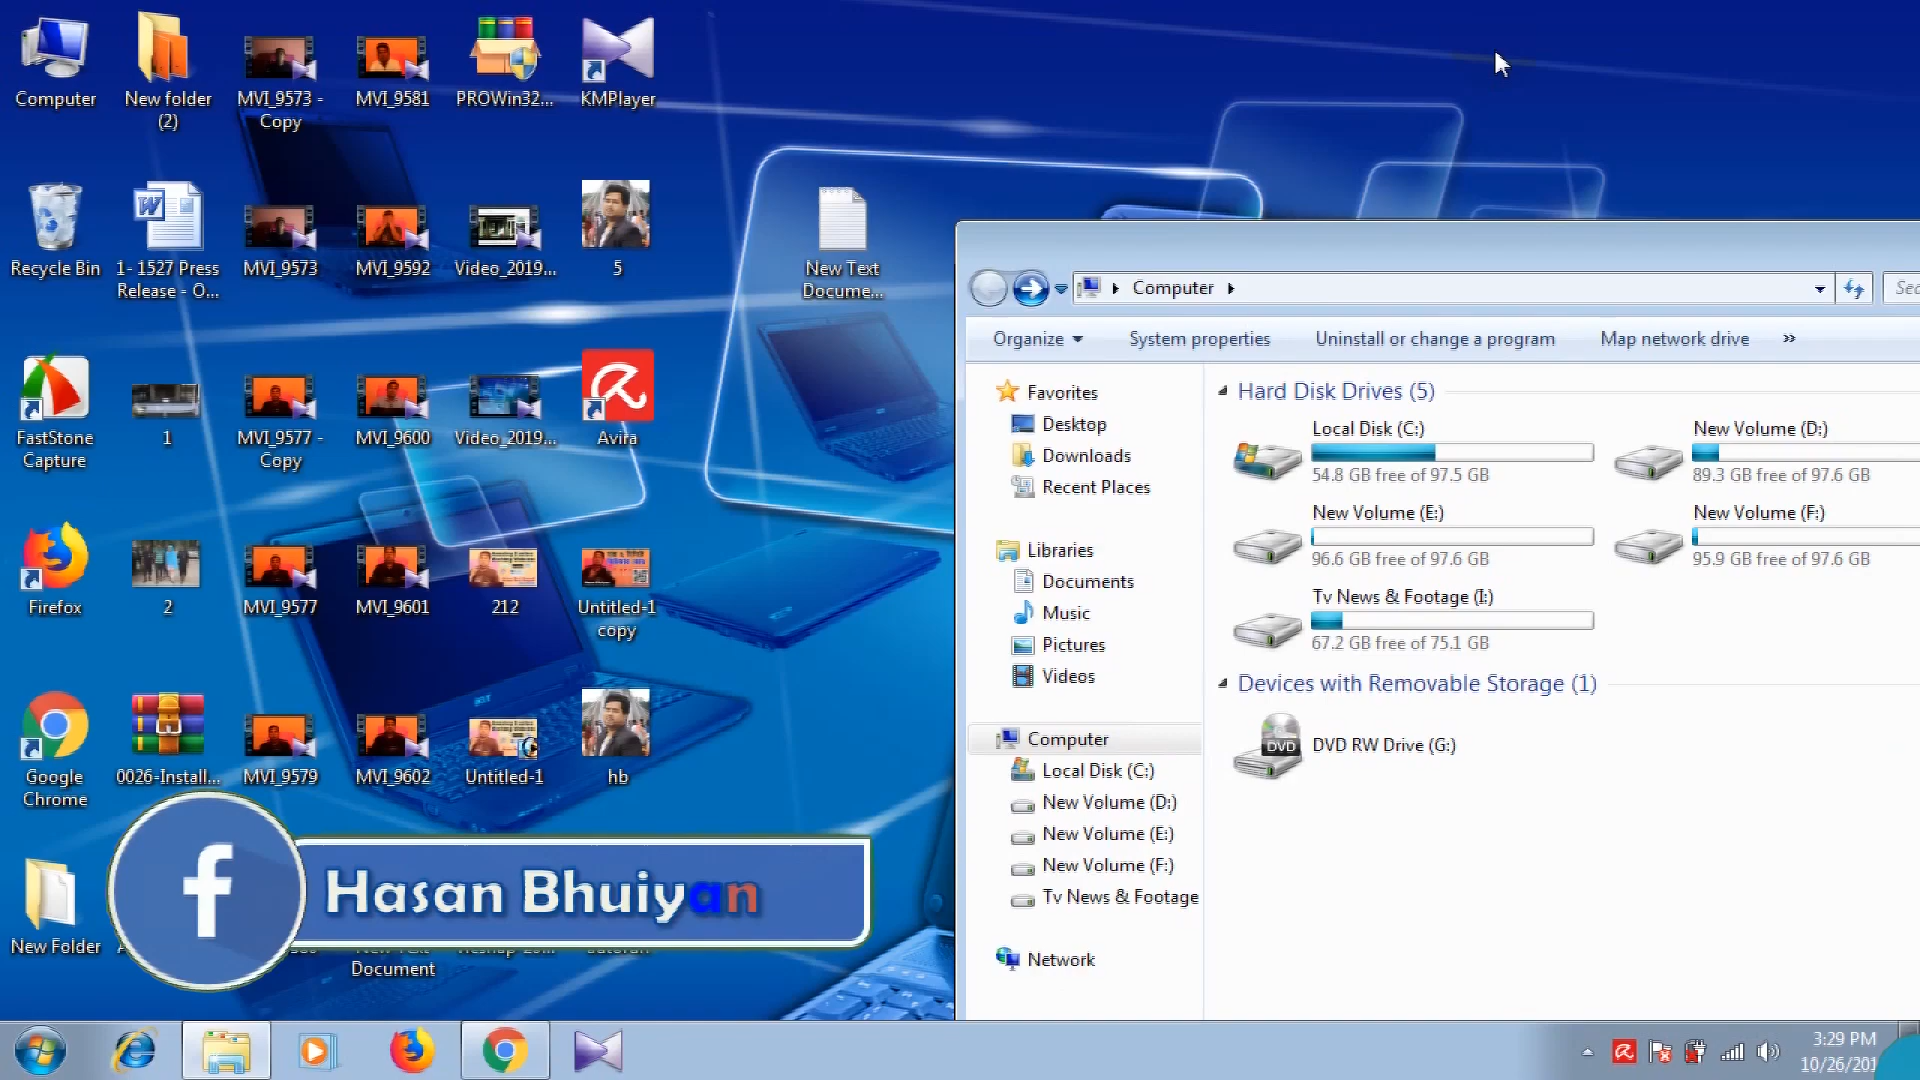 Computer
New folder
(2)
MVI_9573 -
Copy
MVI_9581
PROWin32...
KMPlayer
Recycle Bin
1- 1527 Press
Release - O...
MVI_9573
MVI_9592
Video_2019...
5
New Text
Docume...
FastStone
Capture
1
MVI_9577 -
Copy
MVI_9600
Video_2019...
Avira
Firefox
2
MVI_9577
MVI_9601
212
Untitled-1
copy
Google
Chrome
0026-Install...
MVI_9579
MVI_9602
Untitled-1
hb
New Folder
Document
f
Hasan Bhuiyan
Computer
Organize
System properties
Uninstall or change a program
Map network drive
»
Favorites
Desktop
Downloads
Recent Places
Libraries
Documents
Music
Pictures
Videos
Computer
Local Disk (C:)
New Volume (D:)
New Volume (E:)
New Volume (F:)
Tv News & Footage
Network
Hard Disk Drives (5)
Local Disk (C:)
54.8 GB free of 97.5 GB
New Volume (D:)
89.3 GB free of 97.6 GB
New Volume (E:)
96.6 GB free of 97.6 GB
New Volume (F:)
95.9 GB free of 97.6 GB
Tv News & Footage (I:)
67.2 GB free of 75.1 GB
Devices with Removable Storage (1)
DVD
DVD RW Drive (G:)
3:29 PM
10/26/201